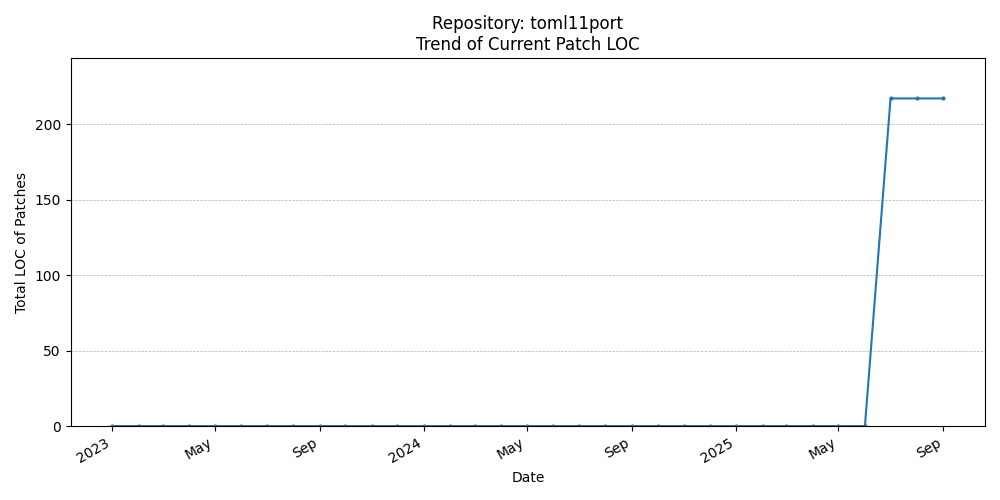 Repository: toml11port
Trend of Current Patch LOC
Total LOC of Patches
200
150
100
50
0
2023
May
Sep
2024
May
Sep
2025
May
Sep
Date